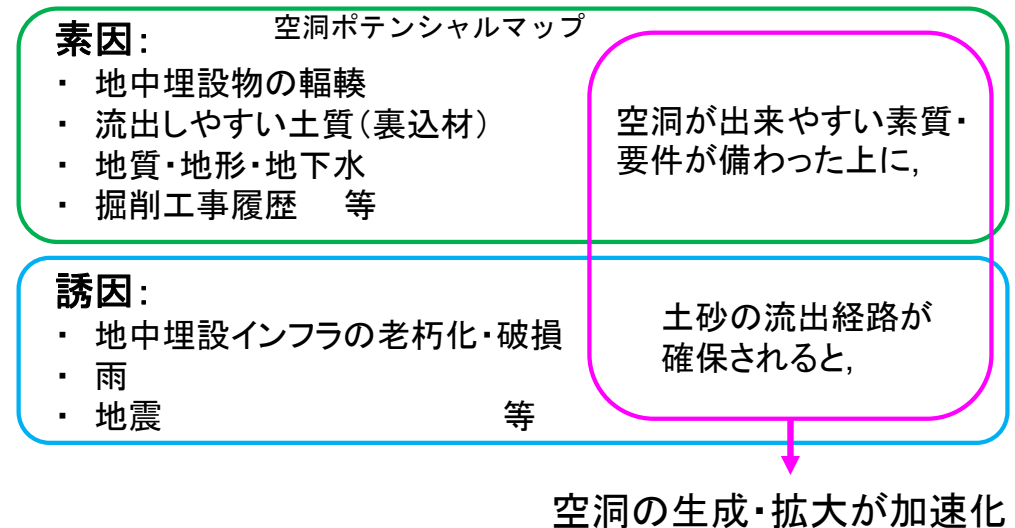 素因:
空洞ポテンシャルマップ
・ 地中埋設物の輻輳
・ 流出しやすい土質(裏込材)
・ 地質・地形・地下水
・ 掘削工事履歴 等
空洞が出来やすい素質・
要件が備わった上に,
誘因:
・ 地中埋設インフラの老朽化・破損
・ 雨
・ 地震 等
土砂の流出経路が
確保されると,
空洞の生成・拡大が加速化